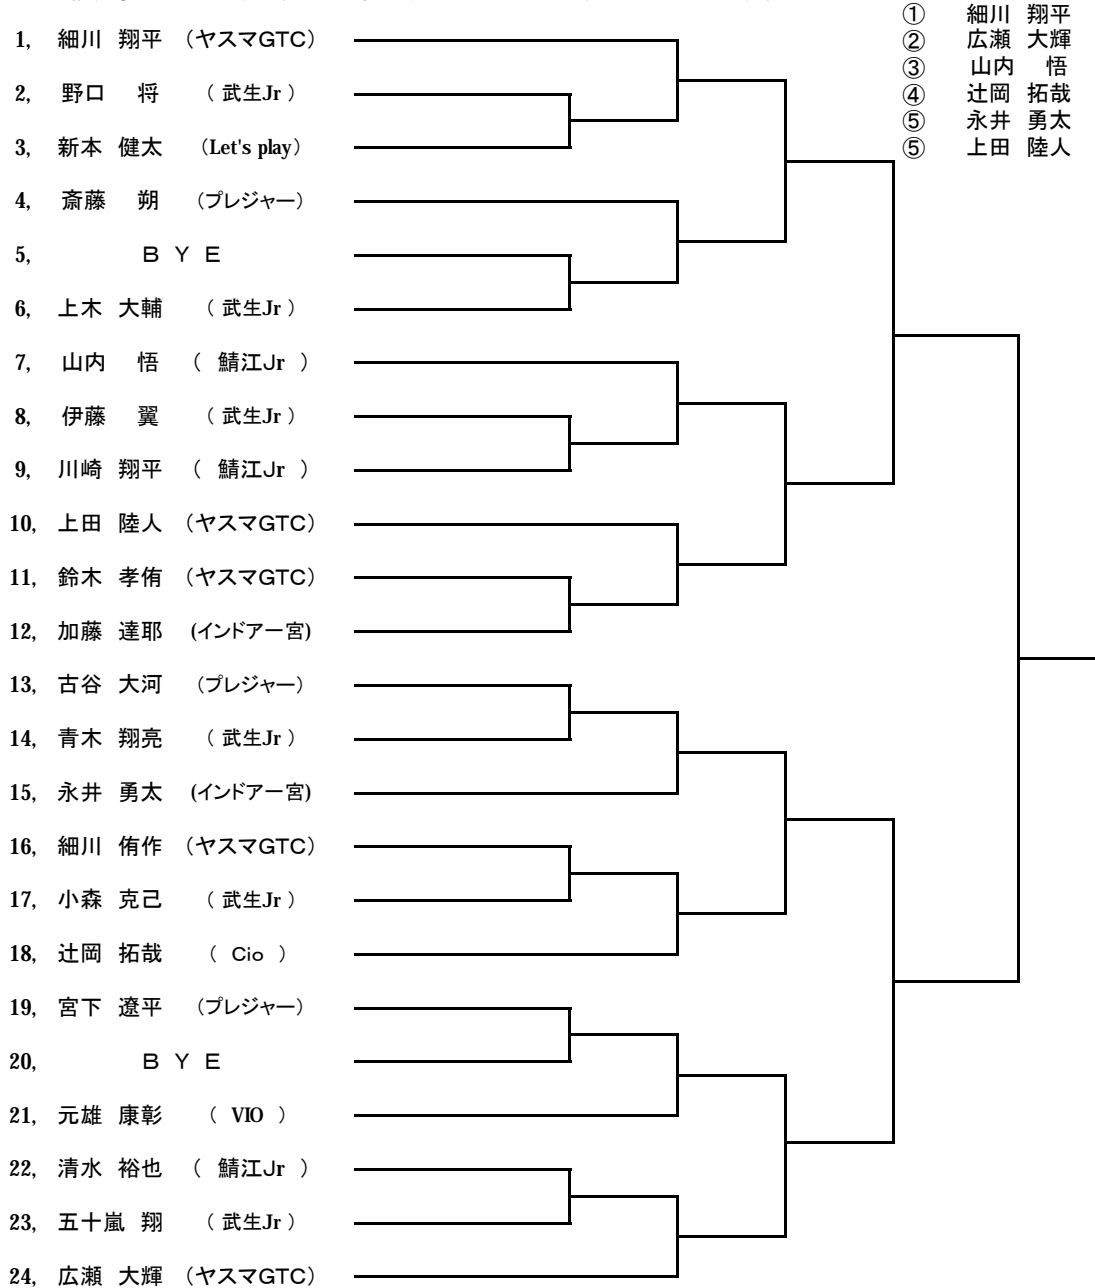 ① 細川 翔平
② 広瀬 大輝
③ 山内 悟
④ 辻岡 拓哉
⑤ 永井 勇太
⑤ 上田 陸人
1, 細川 翔平 （ヤスマGTC）
2, 野口 将 （ 武生Jr ）
3, 新本 健太 （Let's play）
4, 斎藤 朔 （プレジャー）
5, ＢＹＥ
6, 上木 大輔 （ 武生Jr ）
7, 山内 悟 （ 鯖江Jr ）
8, 伊藤 翼 （ 武生Jr ）
9, 川崎 翔平 （ 鯖江Jr ）
10, 上田 陸人 （ヤスマGTC）
11, 鈴木 孝侑 （ヤスマGTC）
12, 加藤 達耶 (インドアー宮)
13, 古谷 大河 （プレジャー）
14, 青木 翔亮 （ 武生Jr ）
15, 永井 勇太 (インドアー宮)
16, 細川 侑作 （ヤスマGTC）
17, 小森 克己 （ 武生Jr ）
18, 辻岡 拓哉 （ Cio ）
19, 宮下 遼平 （プレジャー）
20, ＢＹＥ
21, 元雄 康彰 （ VIO ）
22, 清水 裕也 （ 鯖江Jr ）
23, 五十嵐 翔 （ 武生Jr ）
24, 広瀬 大輝 （ヤスマGTC）